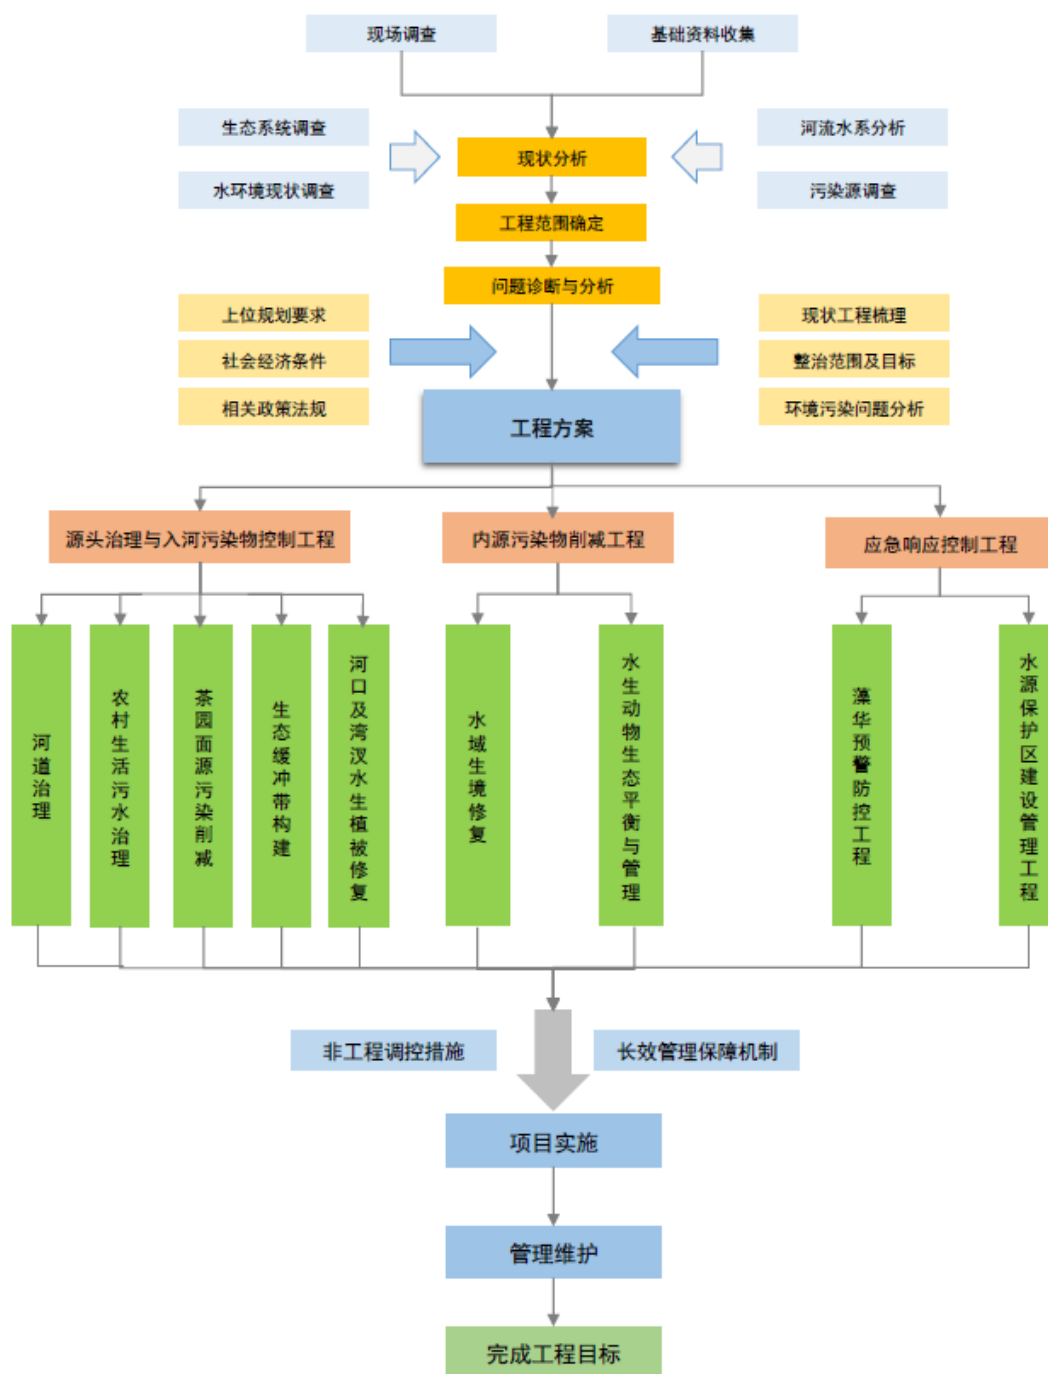 现场调查
基础资料收集
生态系统调查
河流水系分析
现状分析
水环境现状调查
污染源调查
工程范围确定
问题诊断与分析
上位规划要求
现状工程梳理
社会经济条件
整治范围及目标
相关政策法规
环境污染问题分析
工程方案
源头治理与入河污染物控制工程
内源污染物削减工程
应急响应控制工程
河道治理
农村生活污水治理
茶园面源污染削减
生态缓冲带构建
河口及湾汊水生植被修复
水域生境修复
水生动物生态平衡与管理
藻华预警防控工程
水源保护区建设管理工程
非工程调控措施
长效管理保障机制
项目实施
管理维护
完成工程目标